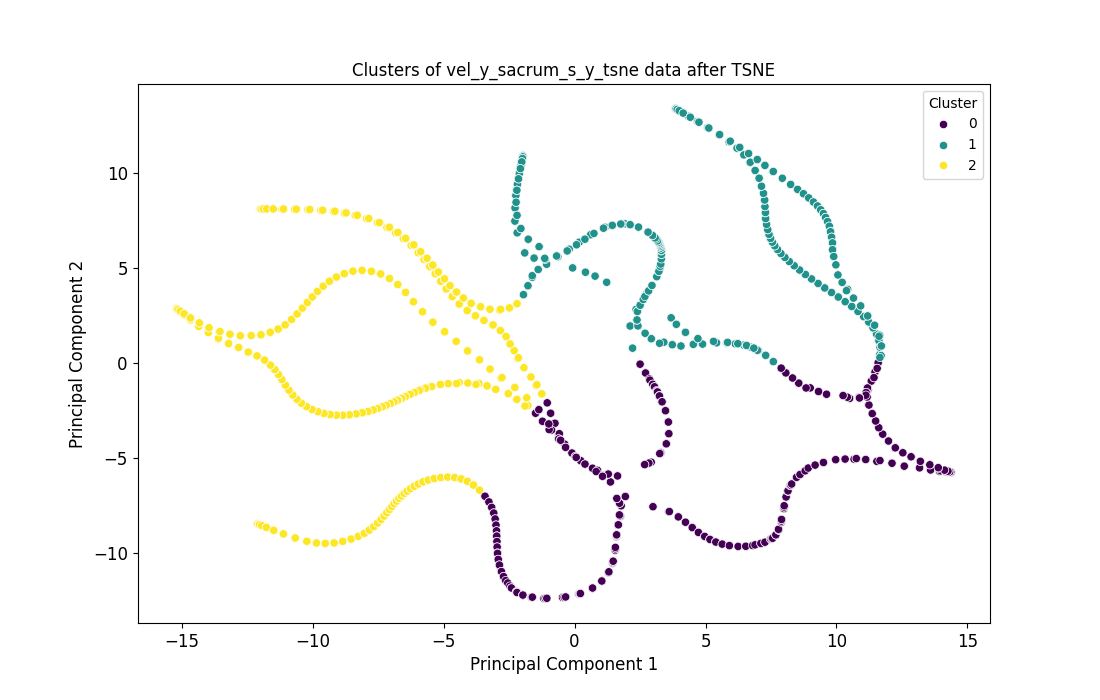 Clusters of vel_y_sacrum_s_y_tsne data after TSNE
Cluster
0
1
2
10
5
0
−5
−10
Principal Component 2
−15 −10 −5 0 5 10 15
Principal Component 1